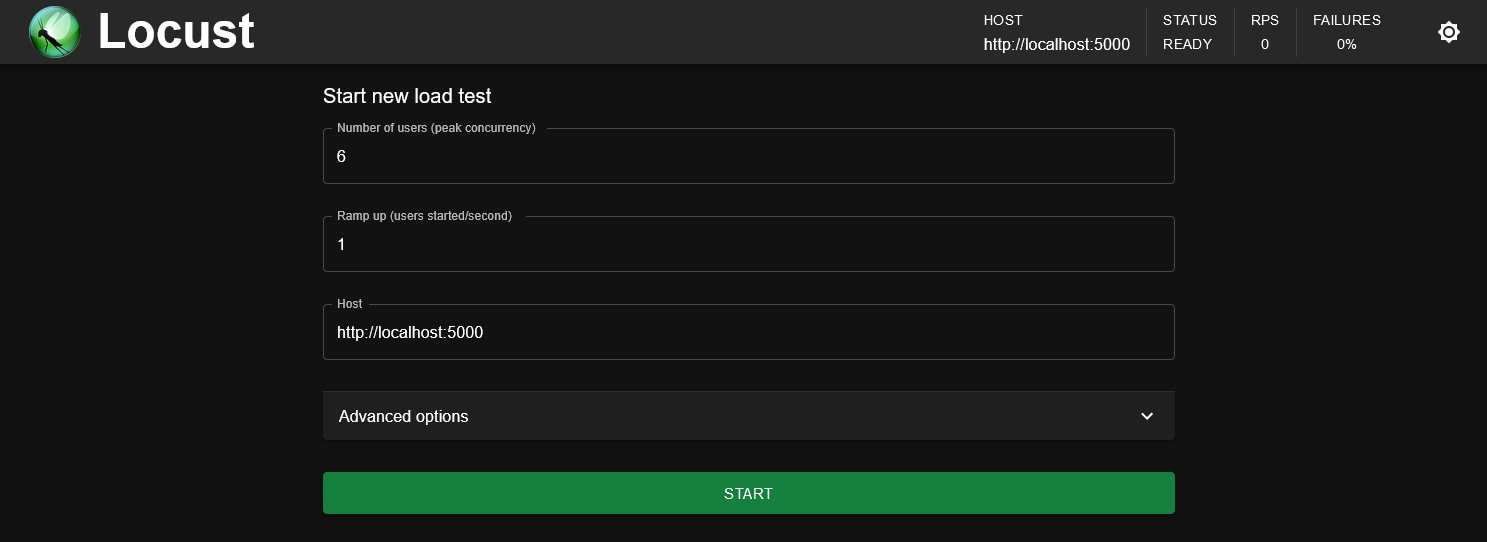 Locust
HOST
http://localhost:5000
STATUS
READY
RPS
0
FAILURES
0%
Start new load test
Number of users (peak concurrency)
6
Ramp up (users started/second)
1
Host
http://localhost:5000
Advanced options
START